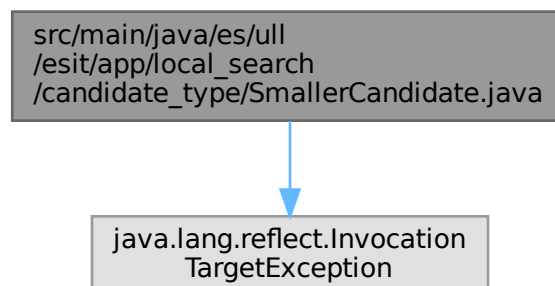 src/main/java/es/ull
/esit/app/local_search
/candidate_type/SmallerCandidate.java
java.lang.reflect.Invocation
TargetException